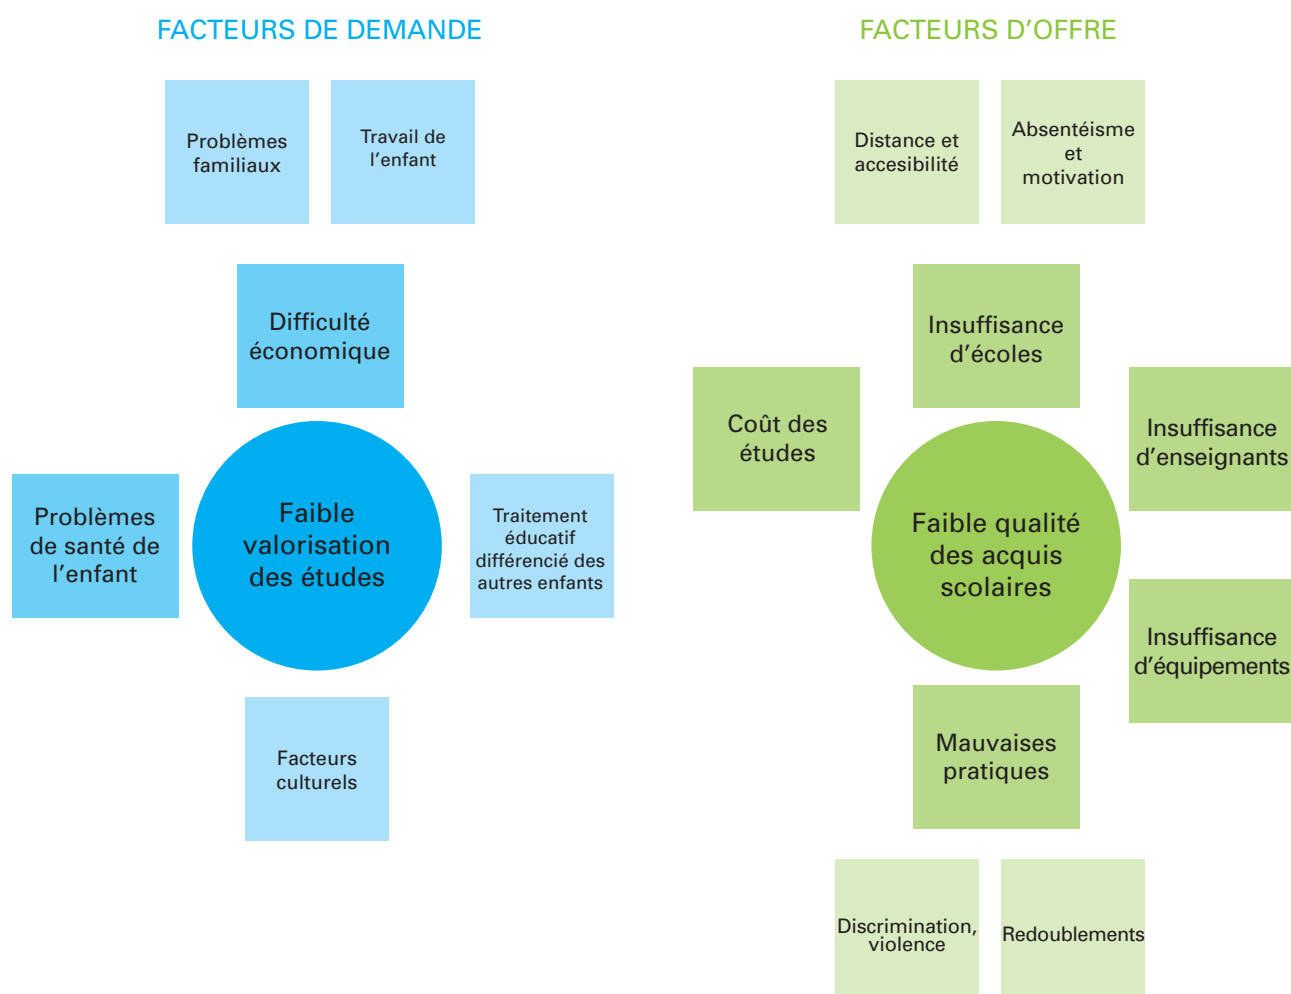 FACTEURS DE DEMANDE
Problèmes
familiaux
Travail de
l’enfant
Difficulté
économique
Problèmes
de santé de
l’enfant
Faible
valorisation
des études
Traitement
éducatif
différencié des
autres enfants
Facteurs
culturels
FACTEURS D’OFFRE
Distance et
accesibilité
Absentéisme
et
motivation
Insuffisance
d’écoles
Coût des
études
Insuffisance
d’enseignants
Faible qualité
des acquis
scolaires
Insuffisance
d’équipements
Mauvaises
pratiques
Discrimination,
violence
Redoublements